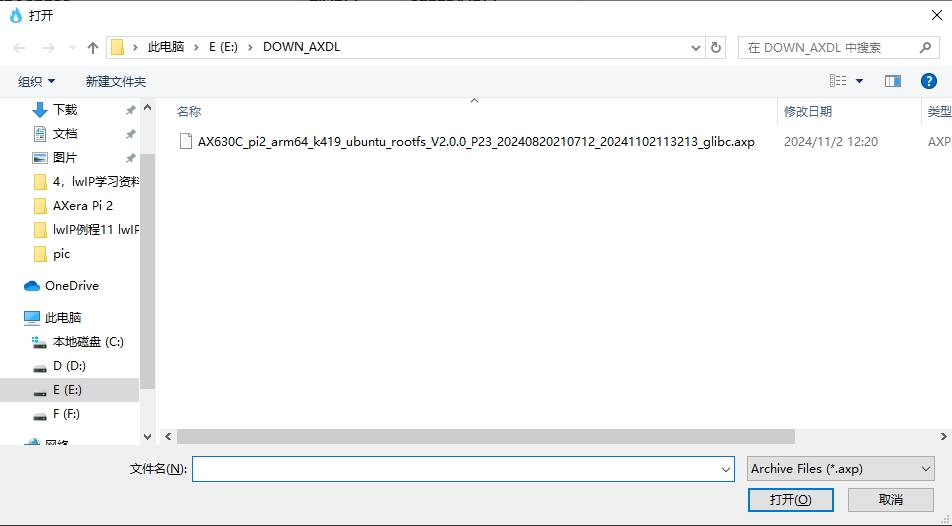 打开
此电脑 > E (E:) > DOWN_AXDL
在 DOWN_AXDL 中搜索
组织
新建文件夹
?
名称
修改日期
类型
AX630C_pi2_arm64_k419_ubuntu_rootfs_V2.0.0_P23_20240820210712_20241102113213_glibc.axp
2024/11/2 12:20
AXP
下载
文档
图片
4，lwIP学习资料
AXera Pi 2
lwIP例程11 lwIP
pic
OneDrive
此电脑
本地磁盘 (C:)
D (D:)
E (E:)
F (F:)
网络
文件名(N):
Archive Files (*.axp)
打开(O)
取消